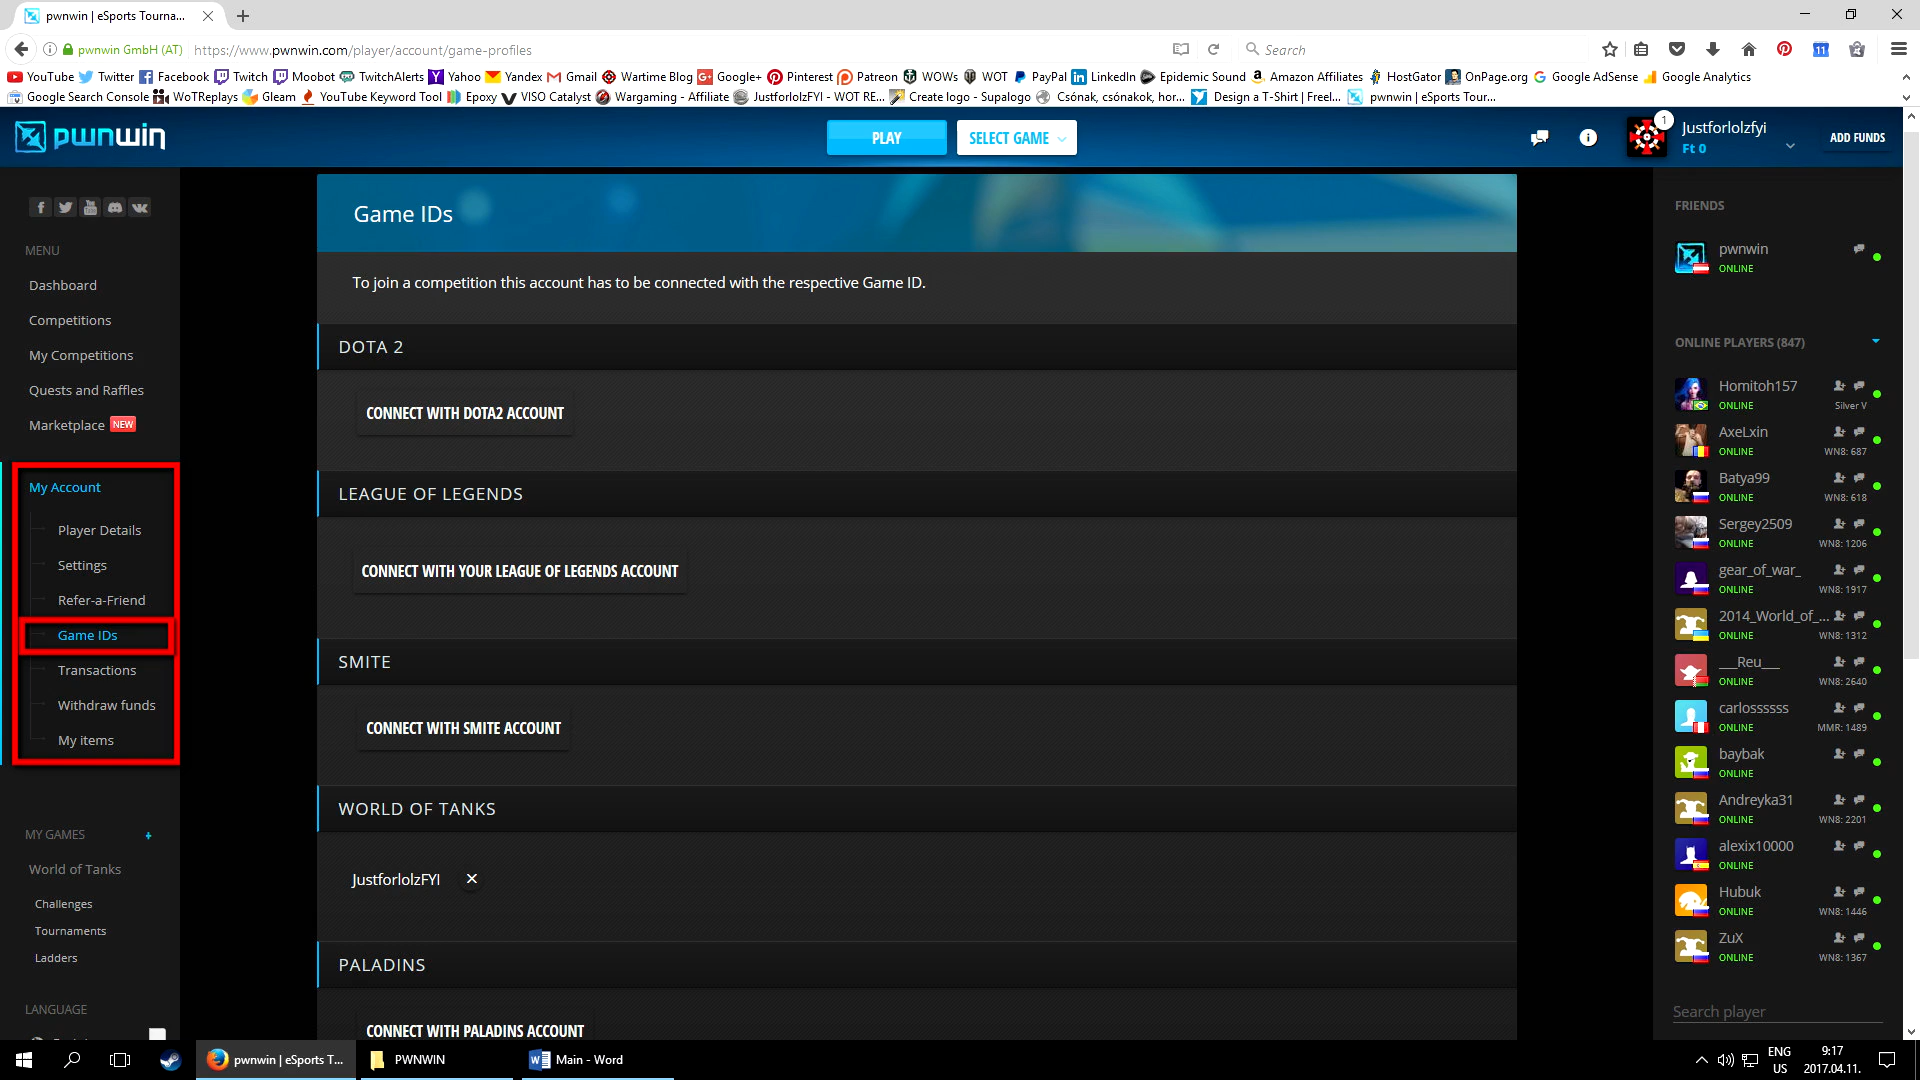 pwnwin | eSports Tourna...
pwnwin GmbH (AT) https://www.pwnwin.com/player/account/game-profiles Search
YouTube Twitter Facebook Twitch Moobot TwitchAlerts Yahoo Yandex Gmail Wartime Blog Google+ Pinterest Patreon WOWs WOT PayPal LinkedIn Epidemic Sound Amazon Affiliates HostGator OnPage.org Google AdSense Google Analytics
Google Search Console WoTReplays Gleam YouTube Keyword Tool Epoxy VISO Catalyst Wargaming - Affiliate JustforlolzFYI - WOT RE... Create logo - Supalogo Csónak, csónakok, hor... Design a T-Shirt | Freel... pwnwin | eSports Tour...
pwnwin
PLAY
SELECT GAME
1
Justforlolzfyi
Ft 0
ADD FUNDS
MENU
Dashboard
Competitions
My Competitions
Quests and Raffles
Marketplace NEW
My Account
Player Details
Settings
Refer-a-Friend
Game IDs
Transactions
Withdraw funds
My items
MY GAMES +
World of Tanks
Challenges
Tournaments
Ladders
LANGUAGE
Game IDs
To join a competition this account has to be connected with the respective Game ID.
DOTA 2
CONNECT WITH DOTA2 ACCOUNT
LEAGUE OF LEGENDS
CONNECT WITH YOUR LEAGUE OF LEGENDS ACCOUNT
SMITE
CONNECT WITH SMITE ACCOUNT
WORLD OF TANKS
JustforlolzFYI
PALADINS
CONNECT WITH PALADINS ACCOUNT
FRIENDS
pwnwin
ONLINE
ONLINE PLAYERS (847)
Homitoh157
ONLINE Silver V
AxeLxin
ONLINE WN8: 687
Batya99
ONLINE WN8: 618
Sergey2509
ONLINE WN8: 1206
gear_of_war_
ONLINE WN8: 1917
2014_World_of_...
ONLINE WN8: 1312
___Reu___
ONLINE WN8: 2640
carlossssss
ONLINE MMR: 1489
baybak
ONLINE
Andreyka31
ONLINE WN8: 2201
alexix10000
ONLINE
Hubuk
ONLINE WN8: 1446
ZuX
ONLINE WN8: 1367
Search player
pwnwin | eSports T...
PWNWIN
Main - Word
ENG
US
9:17
2017.04.11.